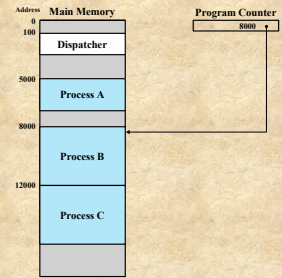 Address Main Memory
0
100
Dispatcher
5000
Process A
8000
Process B
12000
Process C
Program Counter
8000